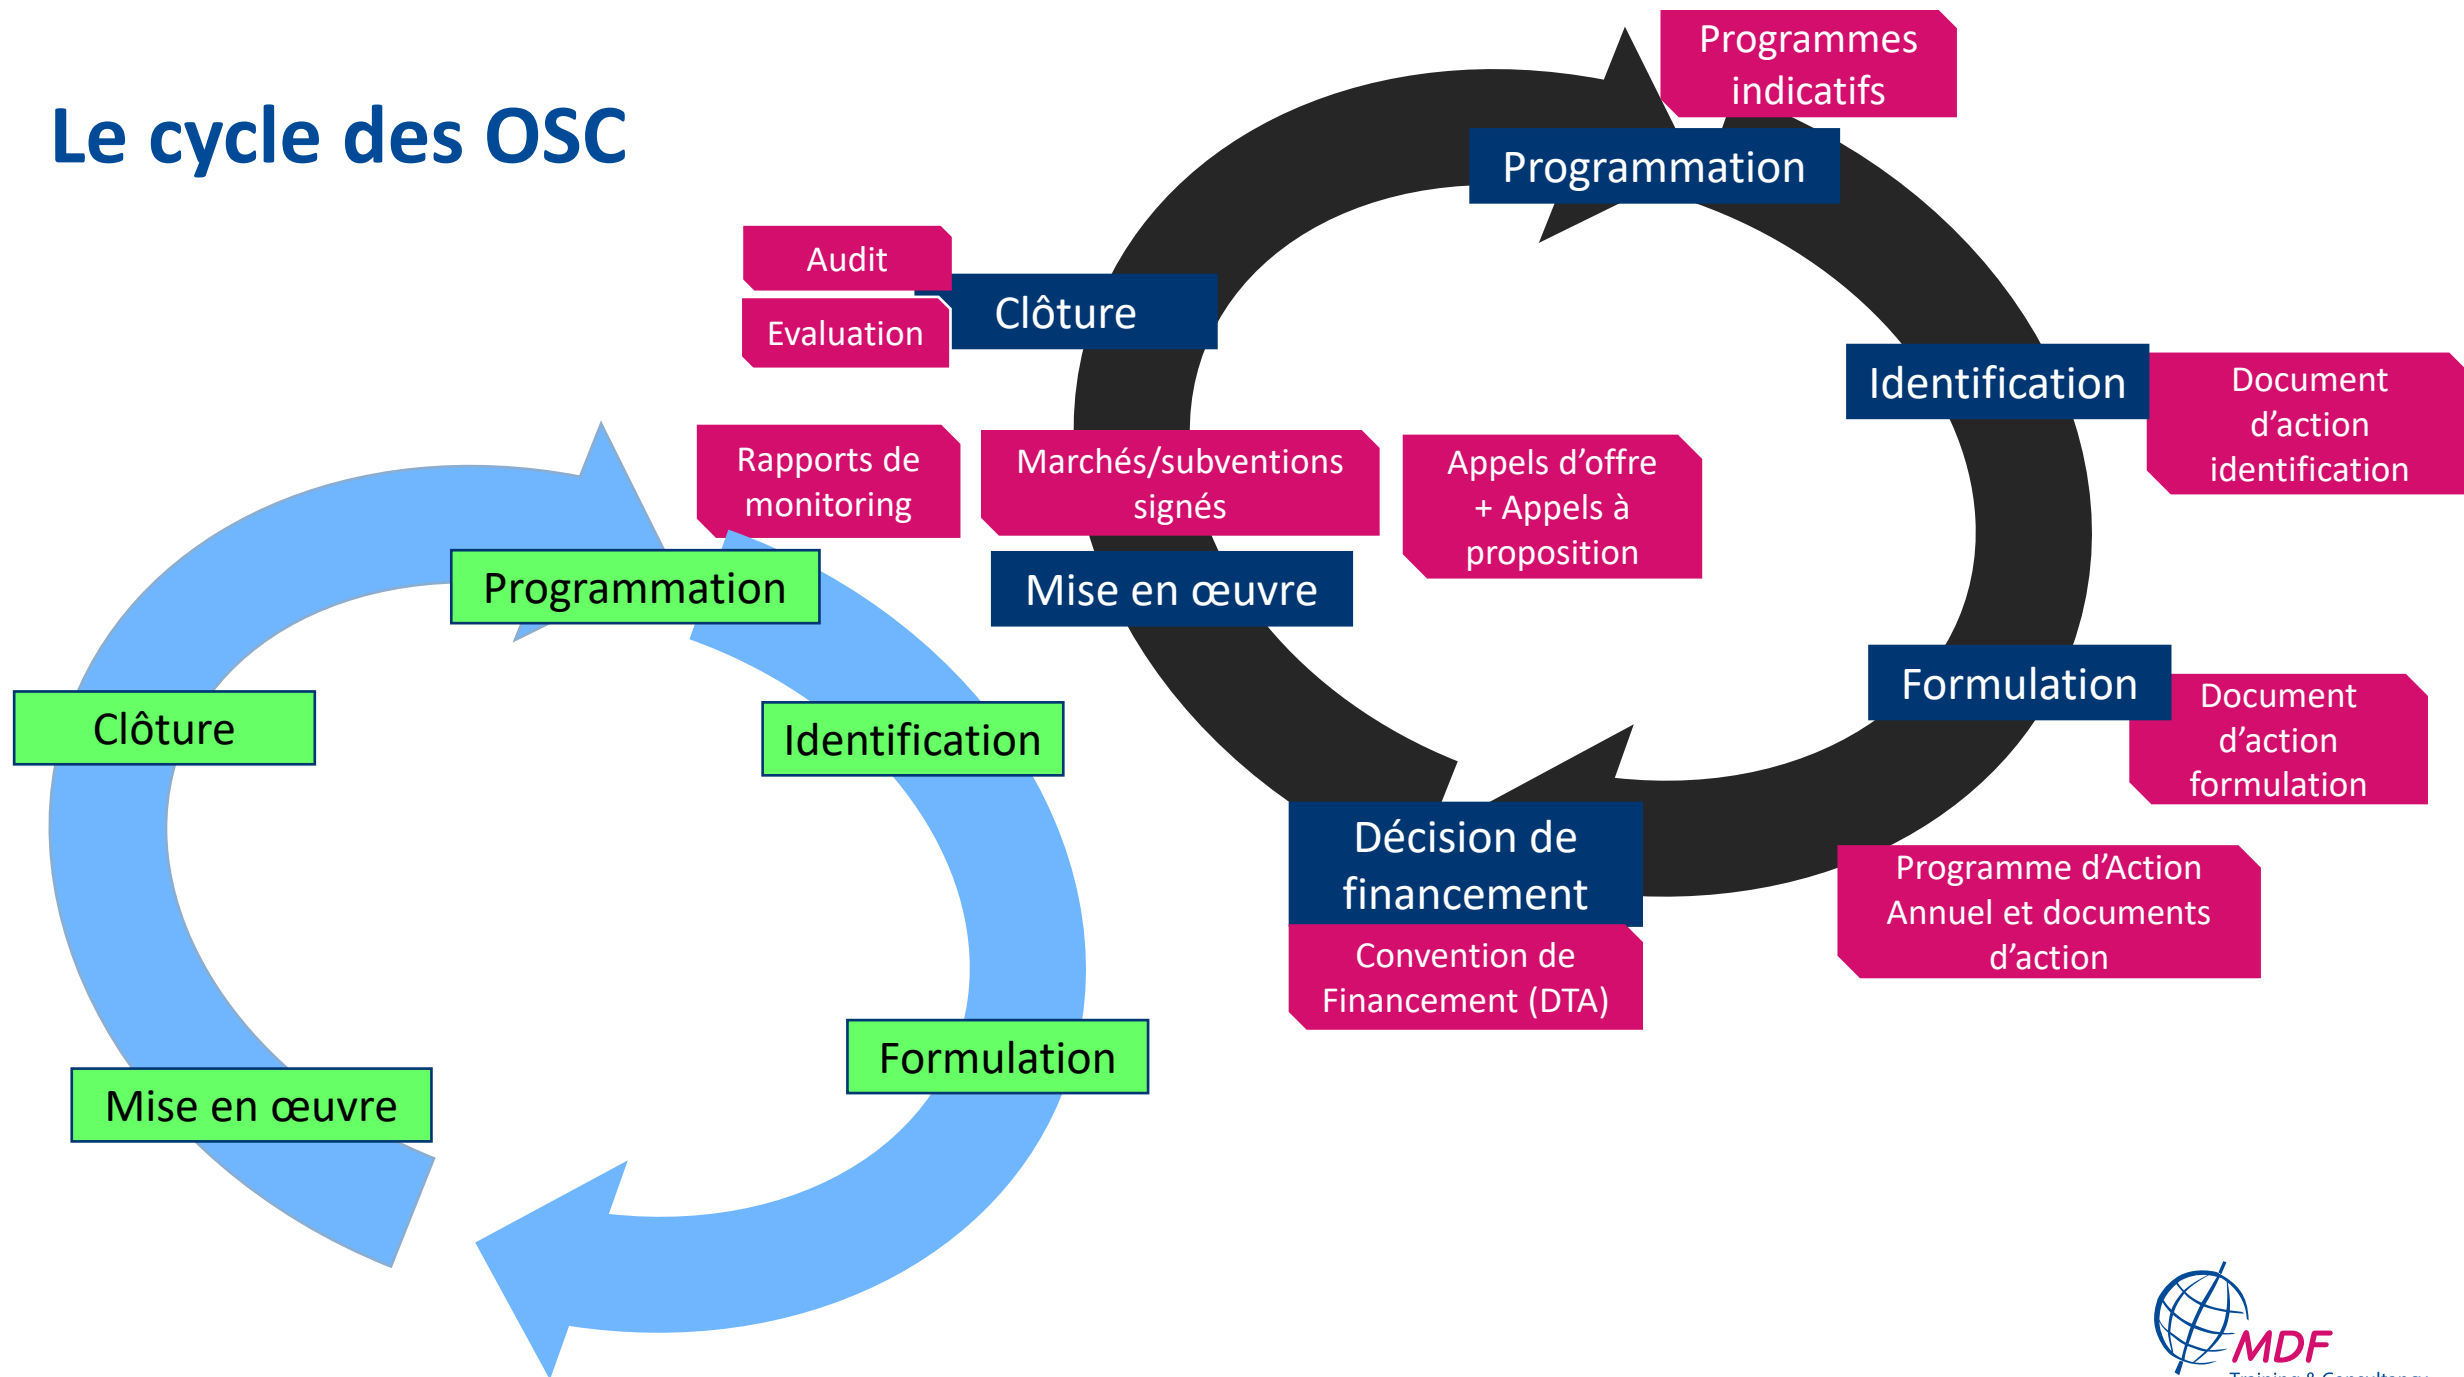 Le cycle des OSC
Programmes
indicatifs
Programmation
Audit
Evaluation
Clôture
Identification
Document
d’action
identification
Rapports de
monitoring
Marchés/subventions
signés
Appels d’offre
+ Appels à
proposition
Mise en œuvre
Formulation
Document
d’action
formulation
Décision de
financement
Convention de
Financement (DTA)
Programme d’Action
Annuel et documents
d’action
Programmation
Clôture
Identification
Formulation
Mise en œuvre
MDF
Training & Consultancy